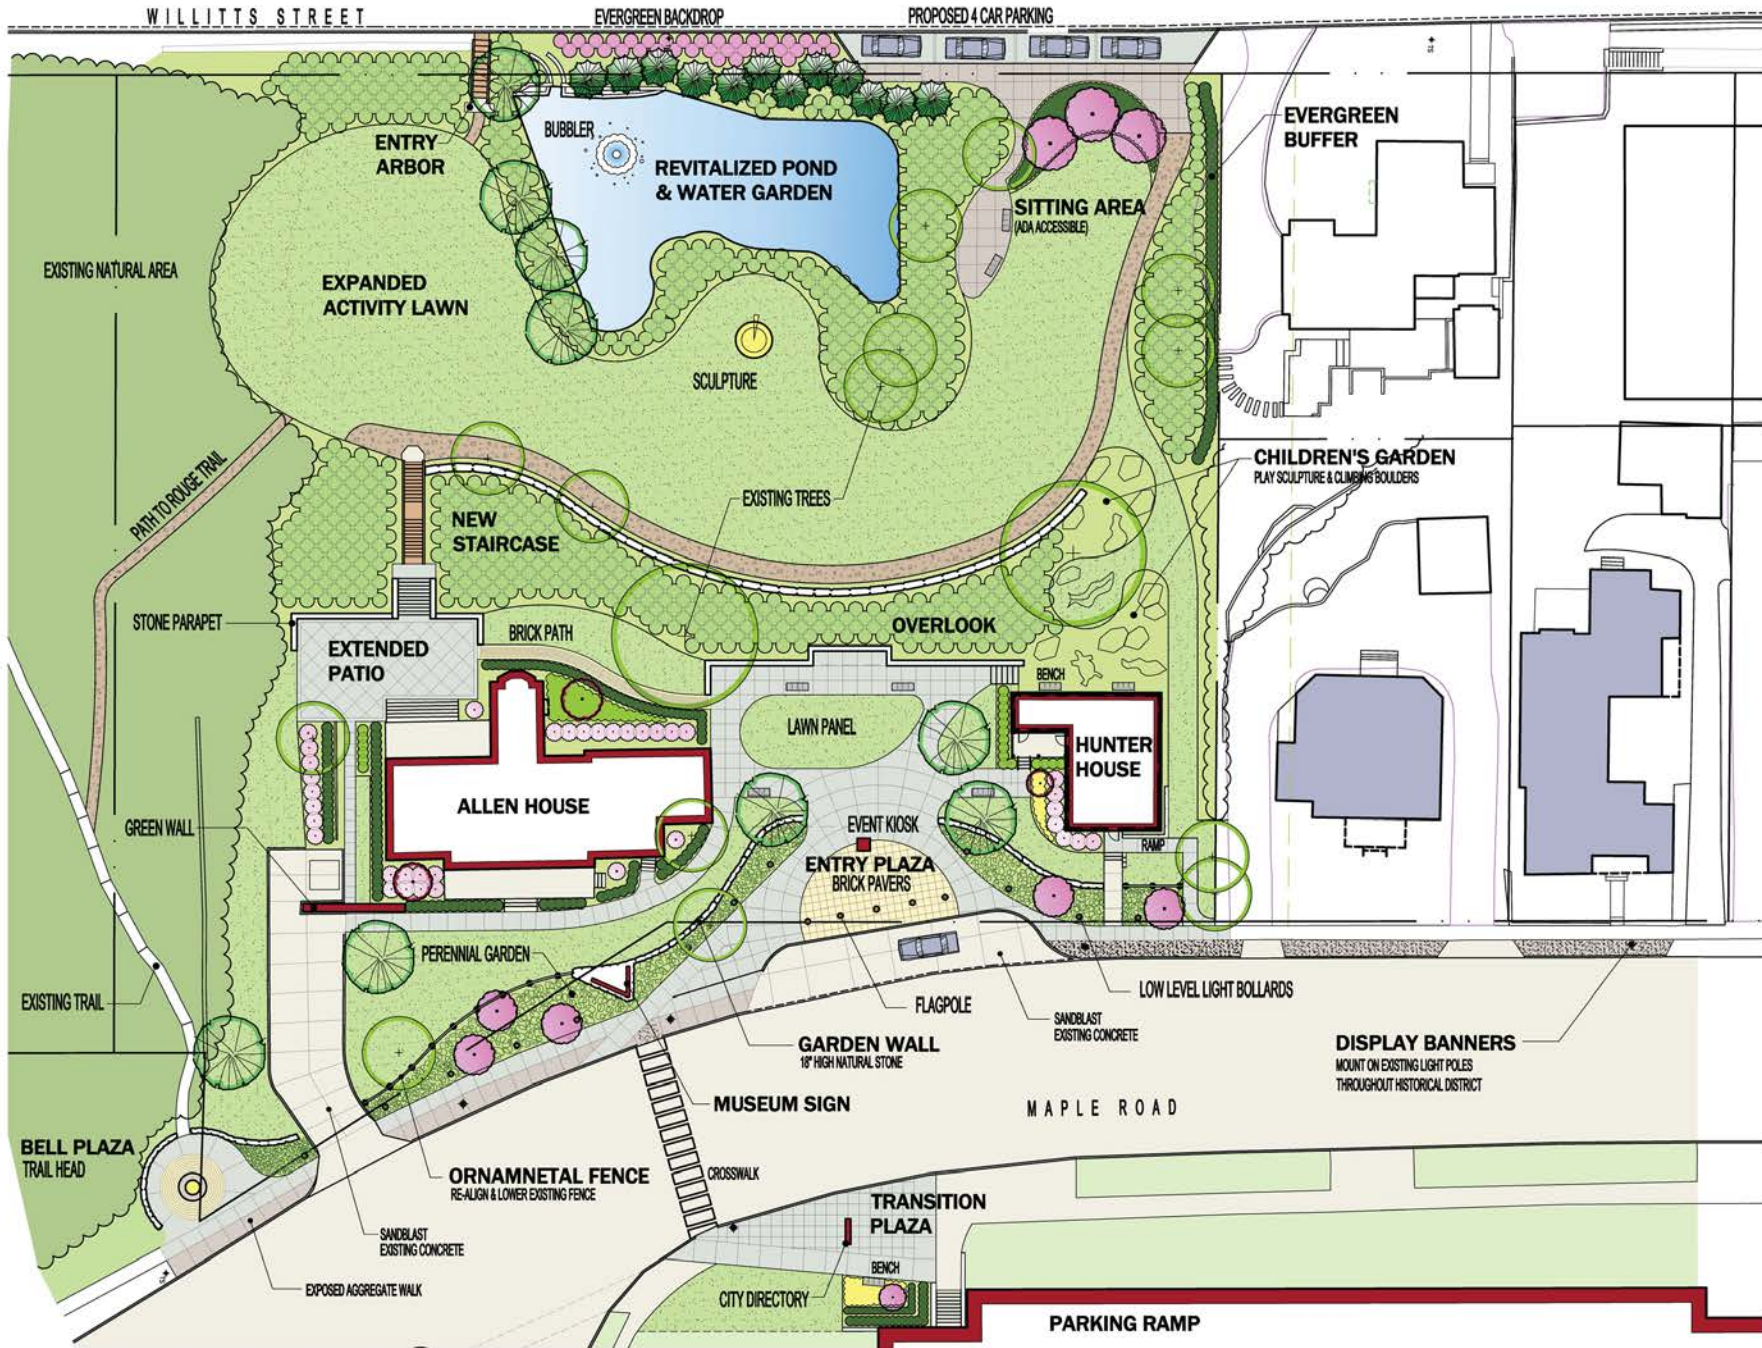 WILLITTS STREET
EVERGREEN BACKDROP
PROPOSED 4 CAR PARKING
ENTRY
ARBOR
BUBBLER
REVITALIZED POND
& WATER GARDEN
SITTING AREA
(ADA ACCESSIBLE)
EVERGREEN
BUFFER
EXISTING NATURAL AREA
EXPANDED
ACTIVITY LAWN
SCULPTURE
PATH TO ROUGE TRAIL
NEW
STAIRCASE
EXISTING TREES
CHILDREN'S GARDEN
PLAY SCULPTURE & CLIMBING BOULDERS
STONE PARAPET
EXTENDED
PATIO
BRICK PATH
OVERLOOK
BENCH
LAWN PANEL
HUNTER
HOUSE
ALLEN HOUSE
GREEN WALL
EVENT KIOSK
ENTRY PLAZA
BRICK PAVERS
RAMP
PERENNIAL GARDEN
EXISTING TRAIL
FLAGPOLE
LOW LEVEL LIGHT BOLLARDS
SANDBLAST
EXISTING CONCRETE
GARDEN WALL
18" HIGH NATURAL STONE
DISPLAY BANNERS
MOUNT ON EXISTING LIGHT POLES
THROUGHOUT HISTORICAL DISTRICT
MUSEUM SIGN
MAPLE ROAD
BELL PLAZA
TRAIL HEAD
ORNAMNETAL FENCE
RE-ALIGN & LOWER EXISTING FENCE
CROSSWALK
TRANSITION
PLAZA
SANDBLAST
EXISTING CONCRETE
BENCH
EXPOSED AGGREGATE WALK
CITY DIRECTORY
PARKING RAMP